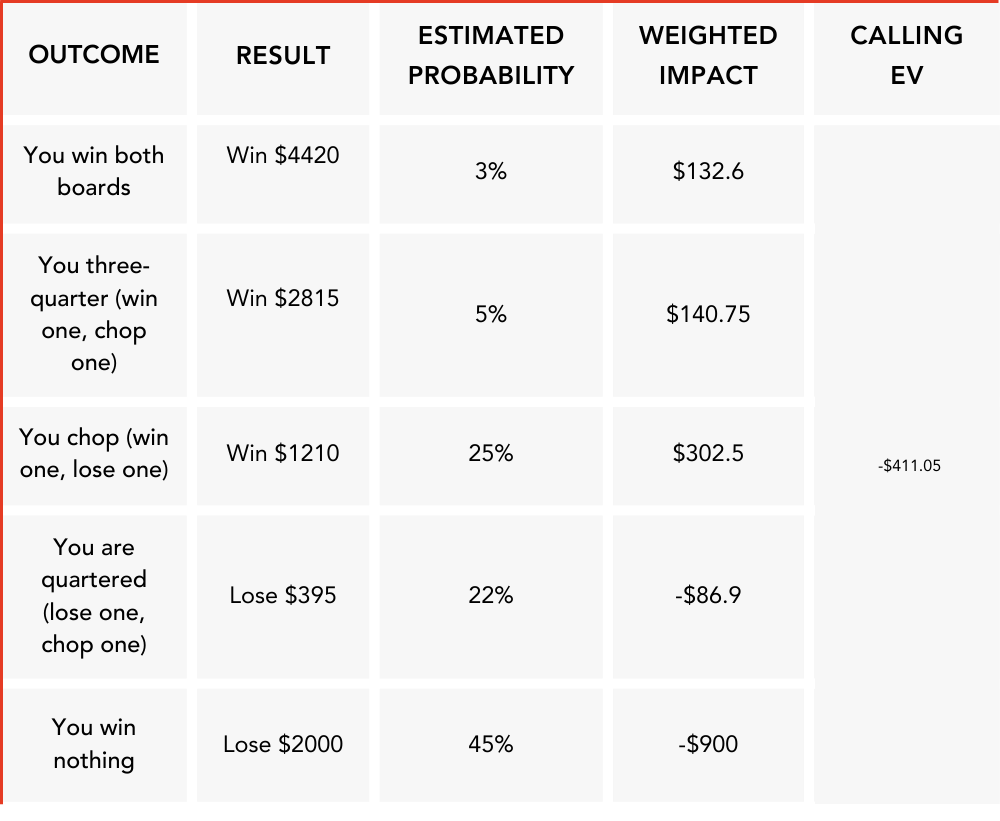 OUTCOME
RESULT
ESTIMATED
PROBABILITY
WEIGHTED
IMPACT
CALLING
EV
You win both
boards
Win $4420
3%
$132.6
You three-
quarter (win
one, chop
one)
Win $2815
5%
$140.75
You chop (win
one, lose one)
Win $1210
25%
$302.5
-$411.05
You are
quartered
(lose one,
chop one)
Lose $395
22%
-$86.9
You win
nothing
Lose $2000
45%
-$900